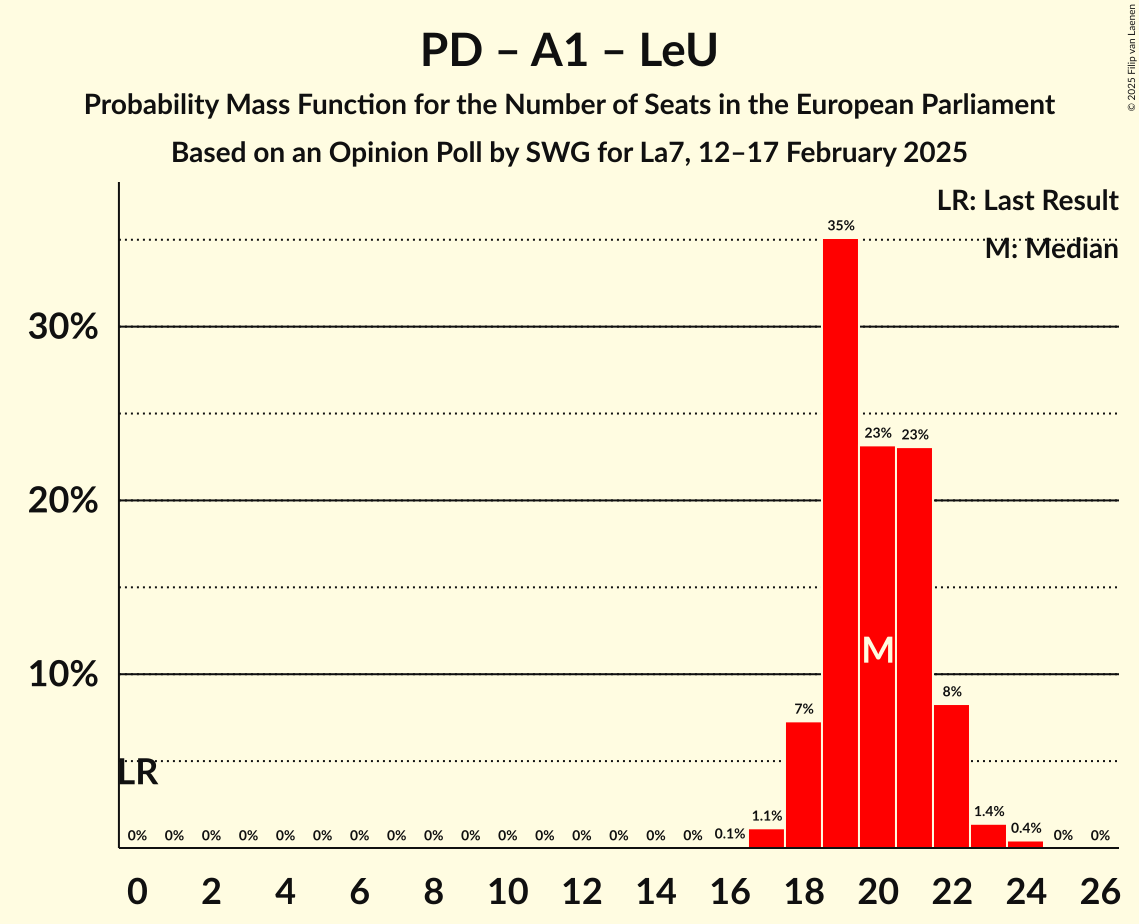 PD – A1 – LeU
Probability Mass Function for the Number of Seats in the European Parliament
Based on an Opinion Poll by SWG for La7, 12–17 February 2025
© 2025 Filip van Laenen
LR: Last Result
M: Median
35%
30%
23% 23%
20%
M
10%
8%
7%
LR
1.4%
1.1%
0.4%
0% 0% 0% 0% 0% 0% 0% 0% 0% 0% 0% 0% 0% 0% 0% 0% 0.1% 0% 0%
0 2 4 6 8 10 12 14 16 18 20 22 24 26